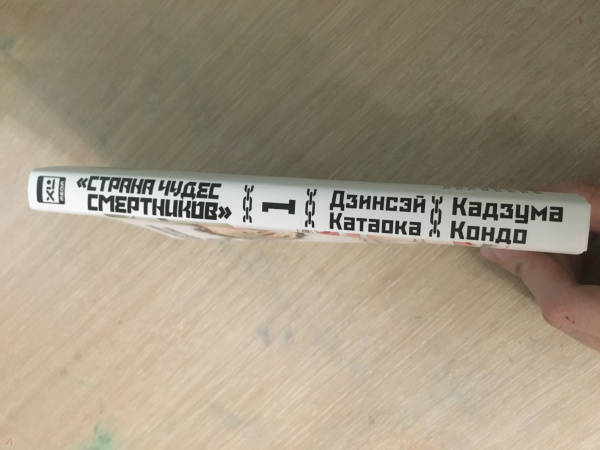 «СТРАНА ЧУДЕС
СМЕРТНИКОВ»
1
Дзинсэй
Катаока
Кадзума
Кондо